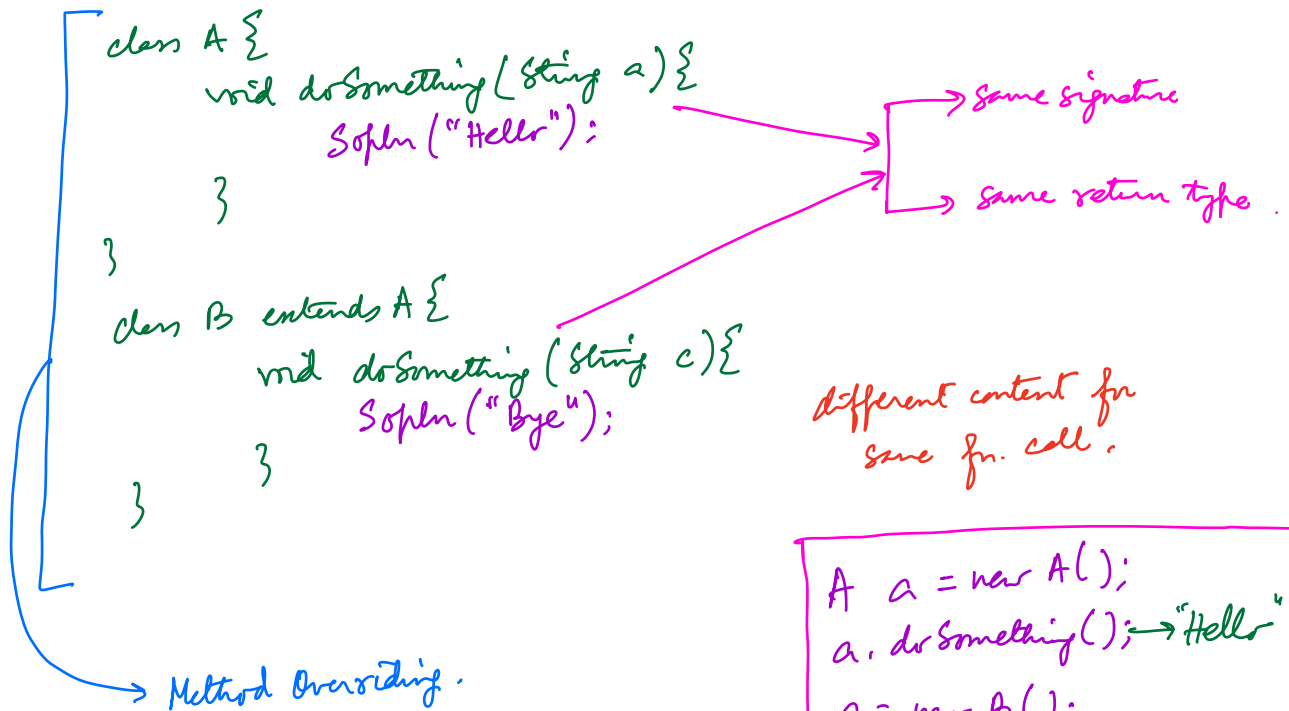 class A {
void doSomething(String a){
Sopln("Hello");
}
}
class B extends A {
void doSomething(String c){
Sopln("Bye");
}
}
Method Overriding.
same signature
same return type.
different content for
same fn. call.
A a = new A();
a.doSomething(); → "Hello"
a = new B();